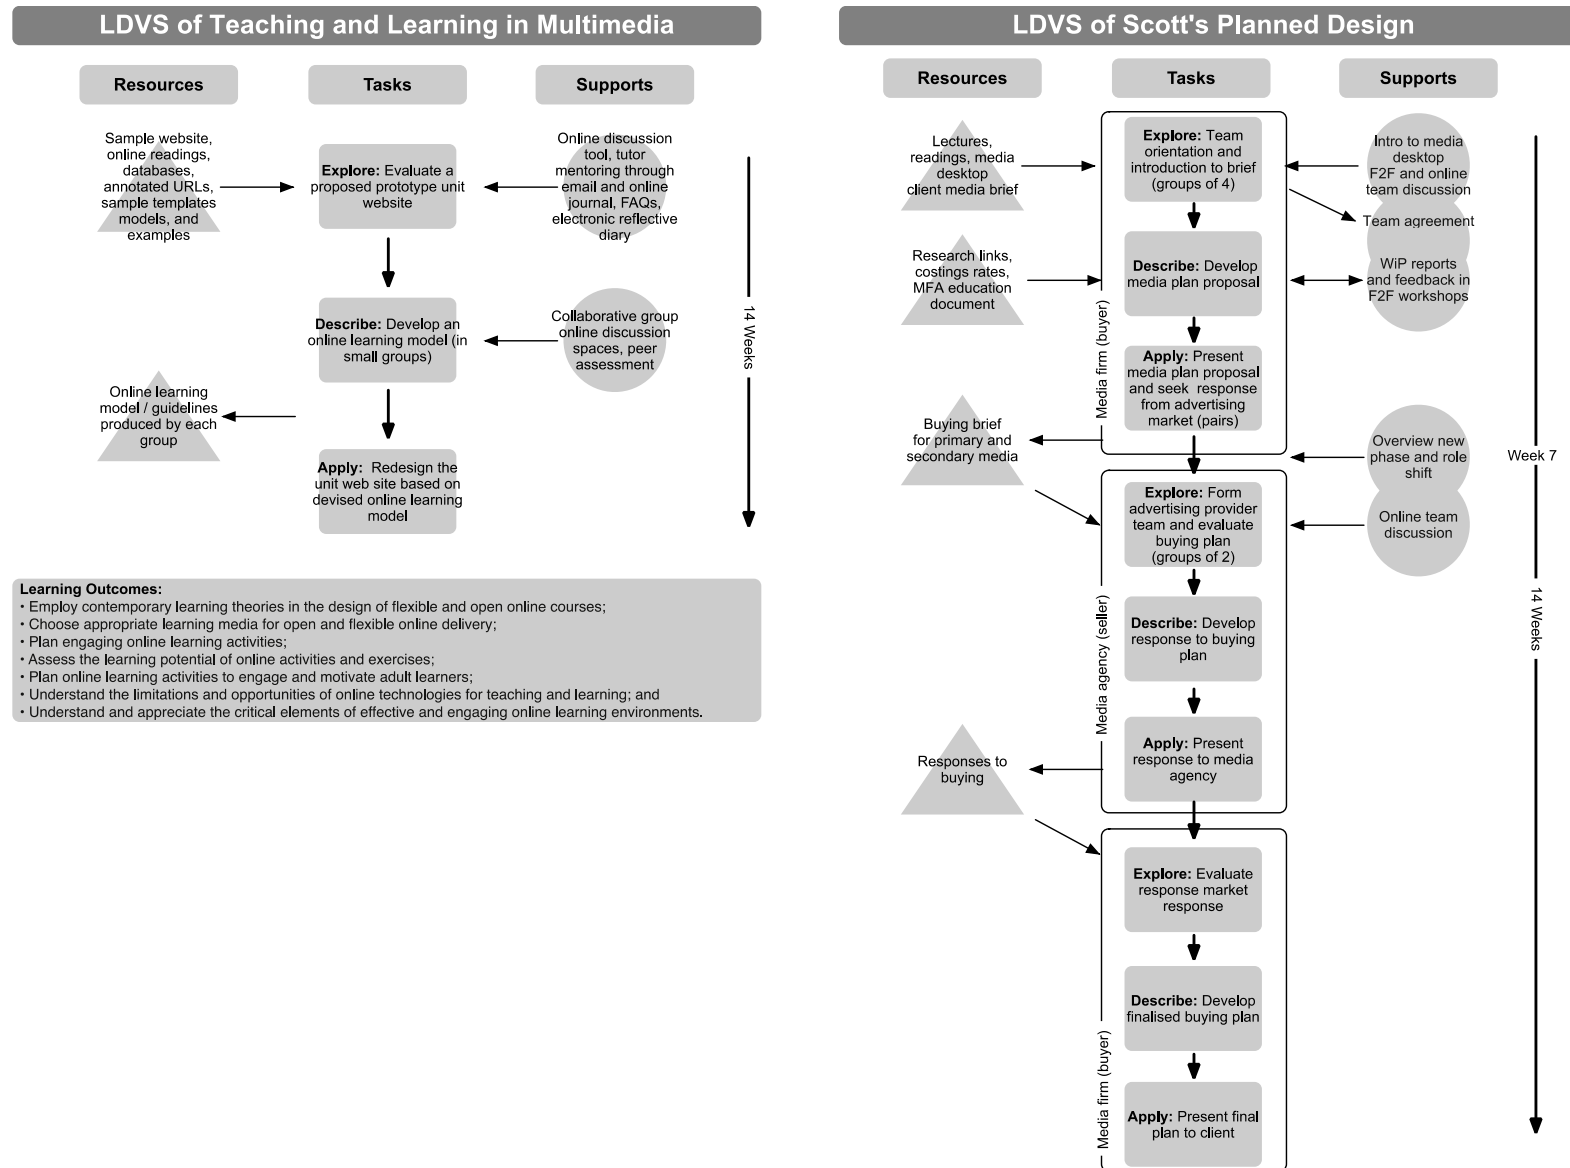 LDVS of Teaching and Learning in Multimedia
Resources
Tasks
Supports
Sample website,
online readings,
databases,
annotated URLs,
sample templates
models, and
examples
Explore: Evaluate a
proposed prototype unit
website
Online discussion
tool, tutor
mentoring through
email and online
journal, FAQs,
electronic reflective
diary
Describe: Develop an
online learning model (in
small groups)
Collaborative group
online discussion
spaces, peer
assessment
14 Weeks
Online learning
model / guidelines
produced by each
group
Apply:  Redesign the
unit web site based on
devised online learning
model
Learning Outcomes:
• Employ contemporary learning theories in the design of flexible and open online courses;
• Choose appropriate learning media for open and flexible online delivery;
• Plan engaging online learning activities;
• Assess the learning potential of online activities and exercises;
• Plan online learning activities to engage and motivate adult learners;
• Understand the limitations and opportunities of online technologies for teaching and learning; and
• Understand and appreciate the critical elements of effective and engaging online learning environments.
LDVS of Scott's Planned Design
Resources
Tasks
Supports
Lectures,
readings, media
desktop
client media brief
Explore: Team
orientation and
introduction to brief
(groups of 4)
Intro to media
desktop
F2F and online
team discussion
Team agreement
Research links,
costings rates,
MFA education
document
Describe: Develop
media plan proposal
WiP reports
and feedback in
F2F workshops
Media firm (buyer)
Apply: Present
media plan proposal
and seek  response
from advertising
market (pairs)
Buying brief
for primary and
secondary media
Overview new
phase and role
shift
Week 7
Explore: Form
advertising provider
team and evaluate
buying plan
(groups of 2)
Online team
discussion
Media agency (seller)
Describe: Develop
response to buying
plan
14 Weeks
Apply: Present
response to media
agency
Responses to
buying
Explore: Evaluate
response market
response
Media firm (buyer)
Describe: Develop
finalised buying plan
Apply: Present final
plan to client